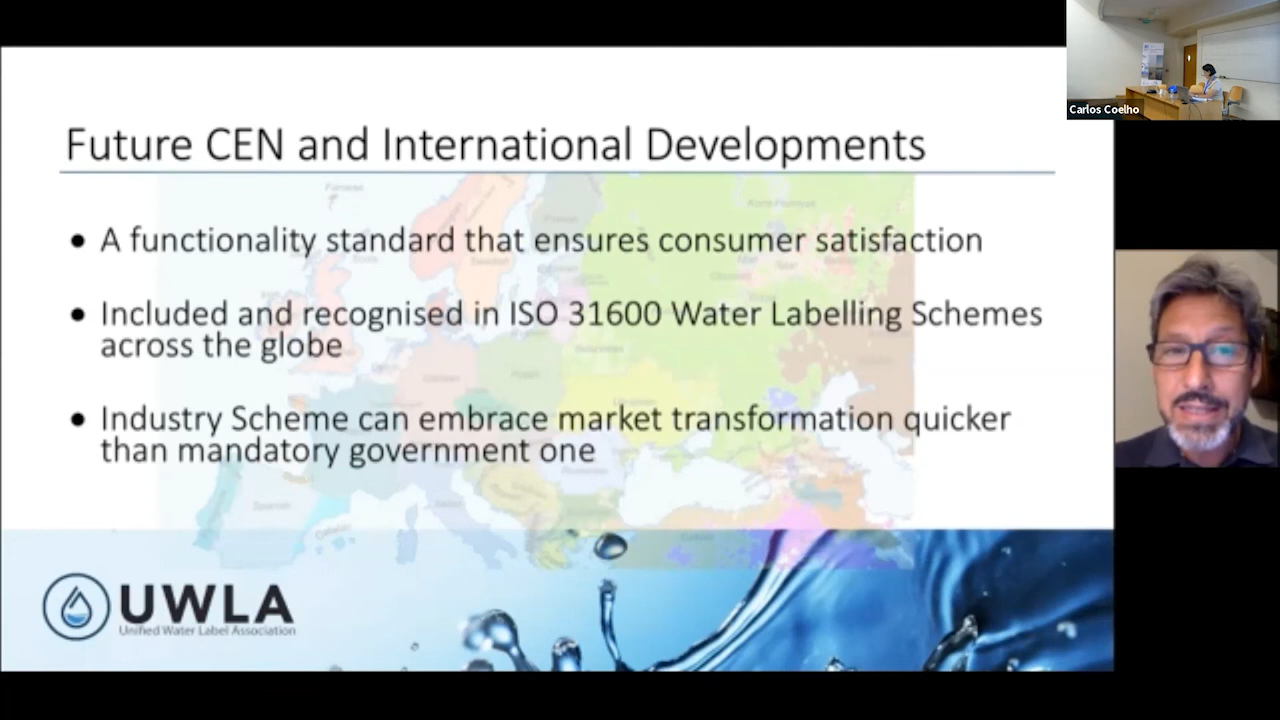 Carlos Coelho
Future CEN and International Developments
● A functionality standard that ensures consumer satisfaction
● Included and recognised in ISO 31600 Water Labelling Schemes
across the globe
● Industry Scheme can embrace market transformation quicker
than mandatory government one
UWLA
Unified Water Label Association